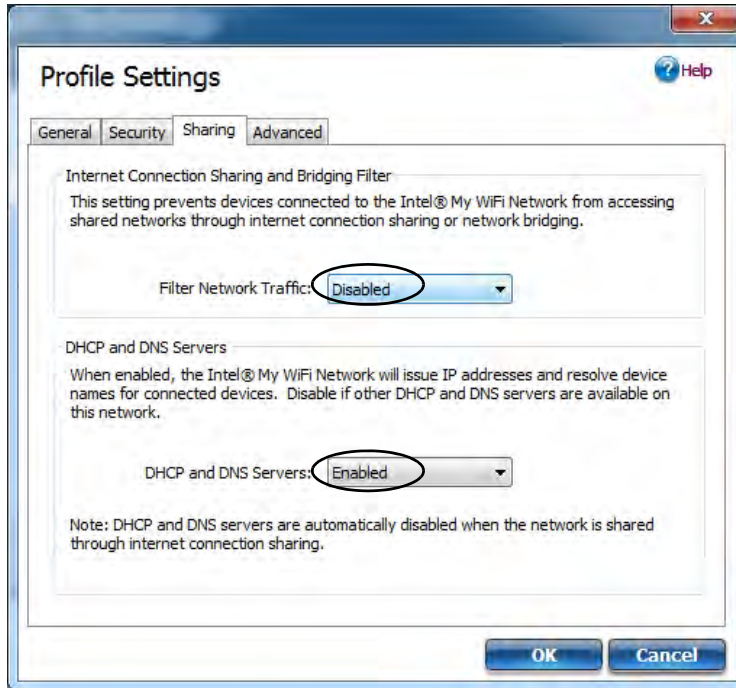 x
Profile Settings
? Help
General Security Sharing Advanced
Internet Connection Sharing and Bridging Filter
This setting prevents devices connected to the Intel® My WiFi Network from accessing
shared networks through internet connection sharing or network bridging.
Filter Network Traffic: Disabled
DHCP and DNS Servers
When enabled, the Intel® My WiFi Network will issue IP addresses and resolve device
names for connected devices. Disable if other DHCP and DNS servers are available on
this network.
DHCP and DNS Servers: Enabled
Note: DHCP and DNS servers are automatically disabled when the network is shared
through internet connection sharing.
OK Cancel